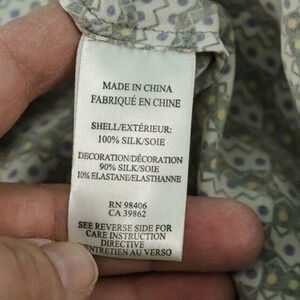 MADE IN CHINA
FABRIQUÉ EN CHINE
SHELL/EXTÉRIEUR:
100% SILK/SOIE
DECORATION/DÉCORATION
90% SILK/SOIE
10% ELASTANE/ELASTHANNE
RN 98406
CA 39862
SEE REVERSE SIDE FOR
CARE INSTRUCTION
DIRECTIVE
ENTRETIEN AU VERSO